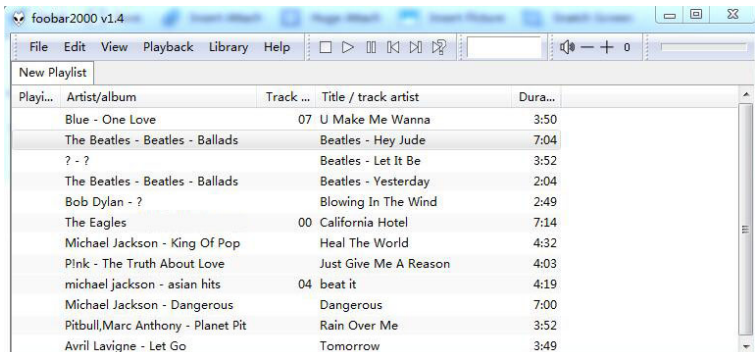 foobar2000 v1.4
File Edit View Playback Library Help 0
New Playlist
Playi... Artist/album Track ... Title / track artist Dura...
Blue - One Love 07 U Make Me Wanna 3:50
The Beatles - Beatles - Ballads Beatles - Hey Jude 7:04
? - ? Beatles - Let It Be 3:52
The Beatles - Beatles - Ballads Beatles - Yesterday 2:04
Bob Dylan - ? Blowing In The Wind 2:49
The Eagles 00 California Hotel 7:14
Michael Jackson - King Of Pop Heal The World 4:32
P!nk - The Truth About Love Just Give Me A Reason 4:03
michael jackson - asian hits 04 beat it 4:19
Michael Jackson - Dangerous Dangerous 7:00
Pitbull,Marc Anthony - Planet Pit Rain Over Me 3:52
Avril Lavigne - Let Go Tomorrow 3:49